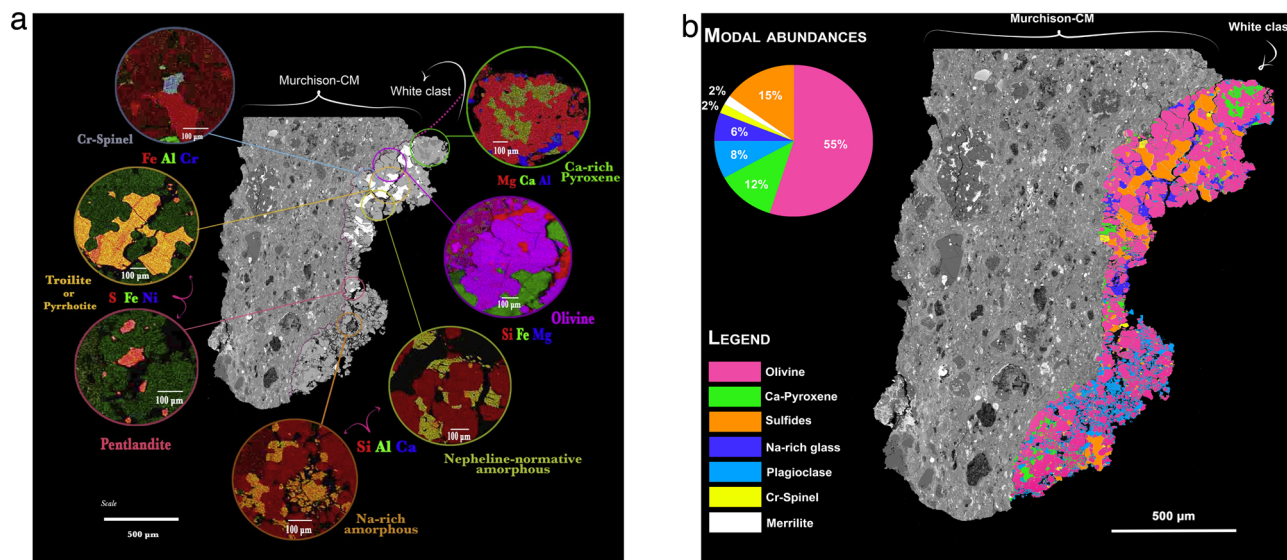 a
Murchison-CM
White clast
100 µm
Cr-Spinel
Fe Al Cr
100 µm
Ca-rich
Pyroxene
Mg Ca Al
100 µm
Troilite
or
Pyrrhotite
S Fe Ni
100 µm
Olivine
Si Fe Mg
100 µm
Pentlandite
100 µm
Si Al Ca
Nepheline-normative
amorphous
100 µm
Na-rich
amorphous
Scale
500 µm
b
Murchison-CM
White clast
MODAL ABUNDANCES
2%
2%
15%
6%
8%
12%
55%
LEGEND
Olivine
Ca-Pyroxene
Sulfides
Na-rich glass
Plagioclase
Cr-Spinel
Merrilite
500 µm